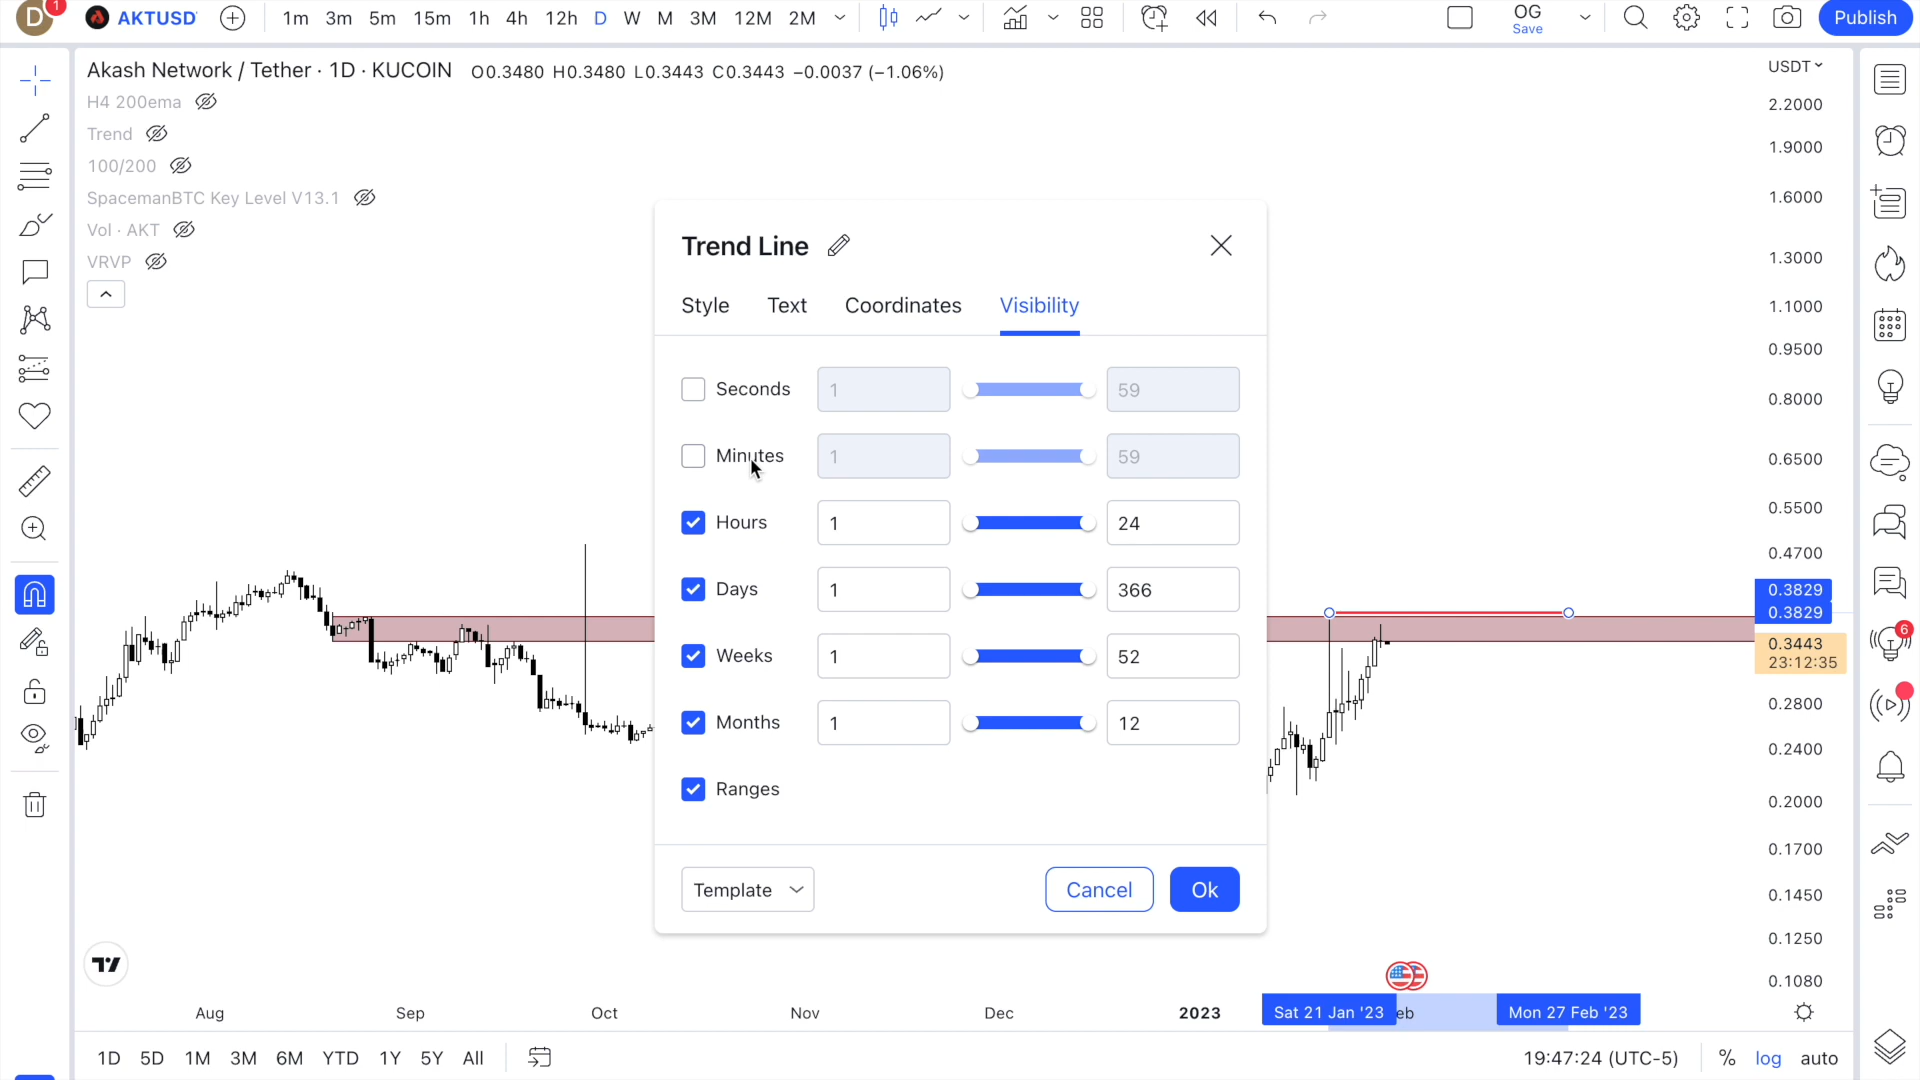 D 1 AKTUSD 1m 3m 5m 15m 1h 4h 12h D W M 3M 12M 2M OG Save Publish
Akash Network / Tether · 1D · KUCOIN O0.3480 H0.3480 L0.3443 C0.3443 −0.0037 (−1.06%)
USDT
H4 200ema
Trend
100/200
SpacemanBTC Key Level V13.1
Vol · AKT
VRVP
2.2000
1.9000
1.6000
1.3000
1.1000
0.9500
0.8000
0.6500
0.5500
0.4700
0.3829
0.3829
0.3443
23:12:35
0.2800
0.2400
0.2000
0.1700
0.1450
0.1250
0.1080
6
Trend Line
Style Text Coordinates Visibility
Seconds 1 59
Minutes 1 59
Hours 1 24
Days 1 366
Weeks 1 52
Months 1 12
Ranges
Template Cancel Ok
Aug Sep Oct Nov Dec 2023 Sat 21 Jan '23 eb Mon 27 Feb '23
1D 5D 1M 3M 6M YTD 1Y 5Y All 19:47:24 (UTC-5) % log auto